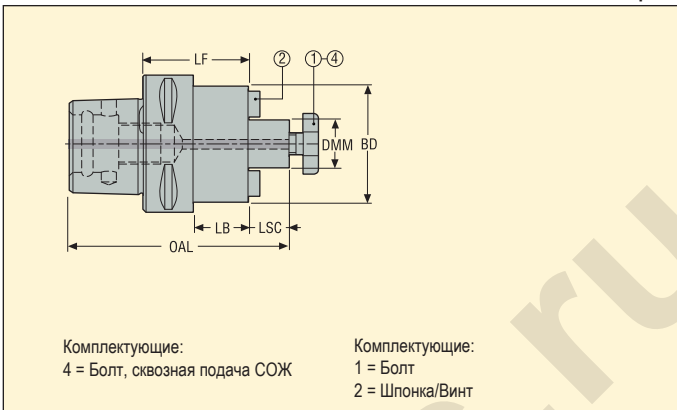 LF
②
①-④
DMM
BD
LB
LSC
OAL
Комплектующие:
4 = Болт, сквозная подача СОЖ
Комплектующие:
1 = Болт
2 = Шпонка/Винт